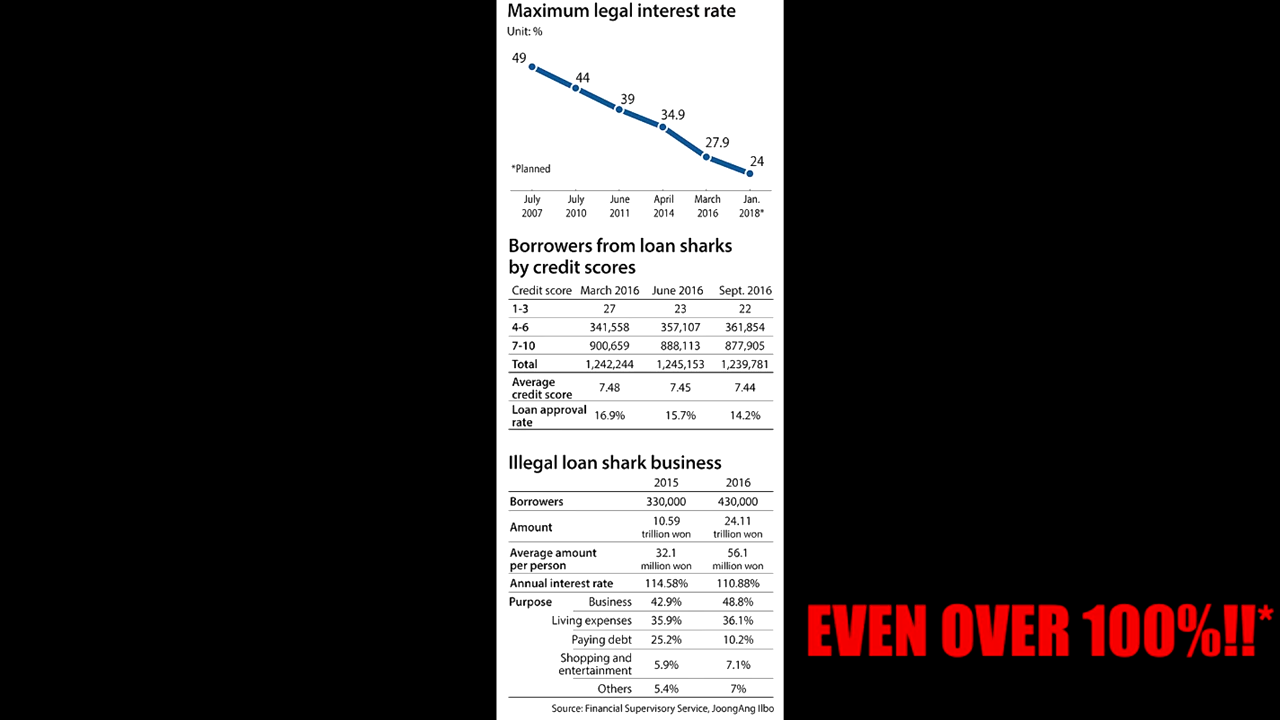 Maximum legal interest rate
Unit: %
49
44
39
34.9
27.9
24
*Planned
July 2007
July 2010
June 2011
April 2014
March 2016
Jan. 2018*
Borrowers from loan sharks
by credit scores
Credit score March 2016 June 2016 Sept. 2016
1-3 27 23 22
4-6 341,558 357,107 361,854
7-10 900,659 888,113 877,905
Total 1,242,244 1,245,153 1,239,781
Average
credit score 7.48 7.45 7.44
Loan approval
rate 16.9% 15.7% 14.2%
Illegal loan shark business
2015 2016
Borrowers 330,000 430,000
Amount 10.59 trillion won 24.11 trillion won
Average amount
per person 32.1 million won 56.1 million won
Annual interest rate 114.58% 110.88%
Purpose Business 42.9% 48.8%
Living expenses 35.9% 36.1%
Paying debt 25.2% 10.2%
Shopping and
entertainment 5.9% 7.1%
Others 5.4% 7%
Source: Financial Supervisory Service, JoongAng Ilbo
EVEN OVER 100%!!*